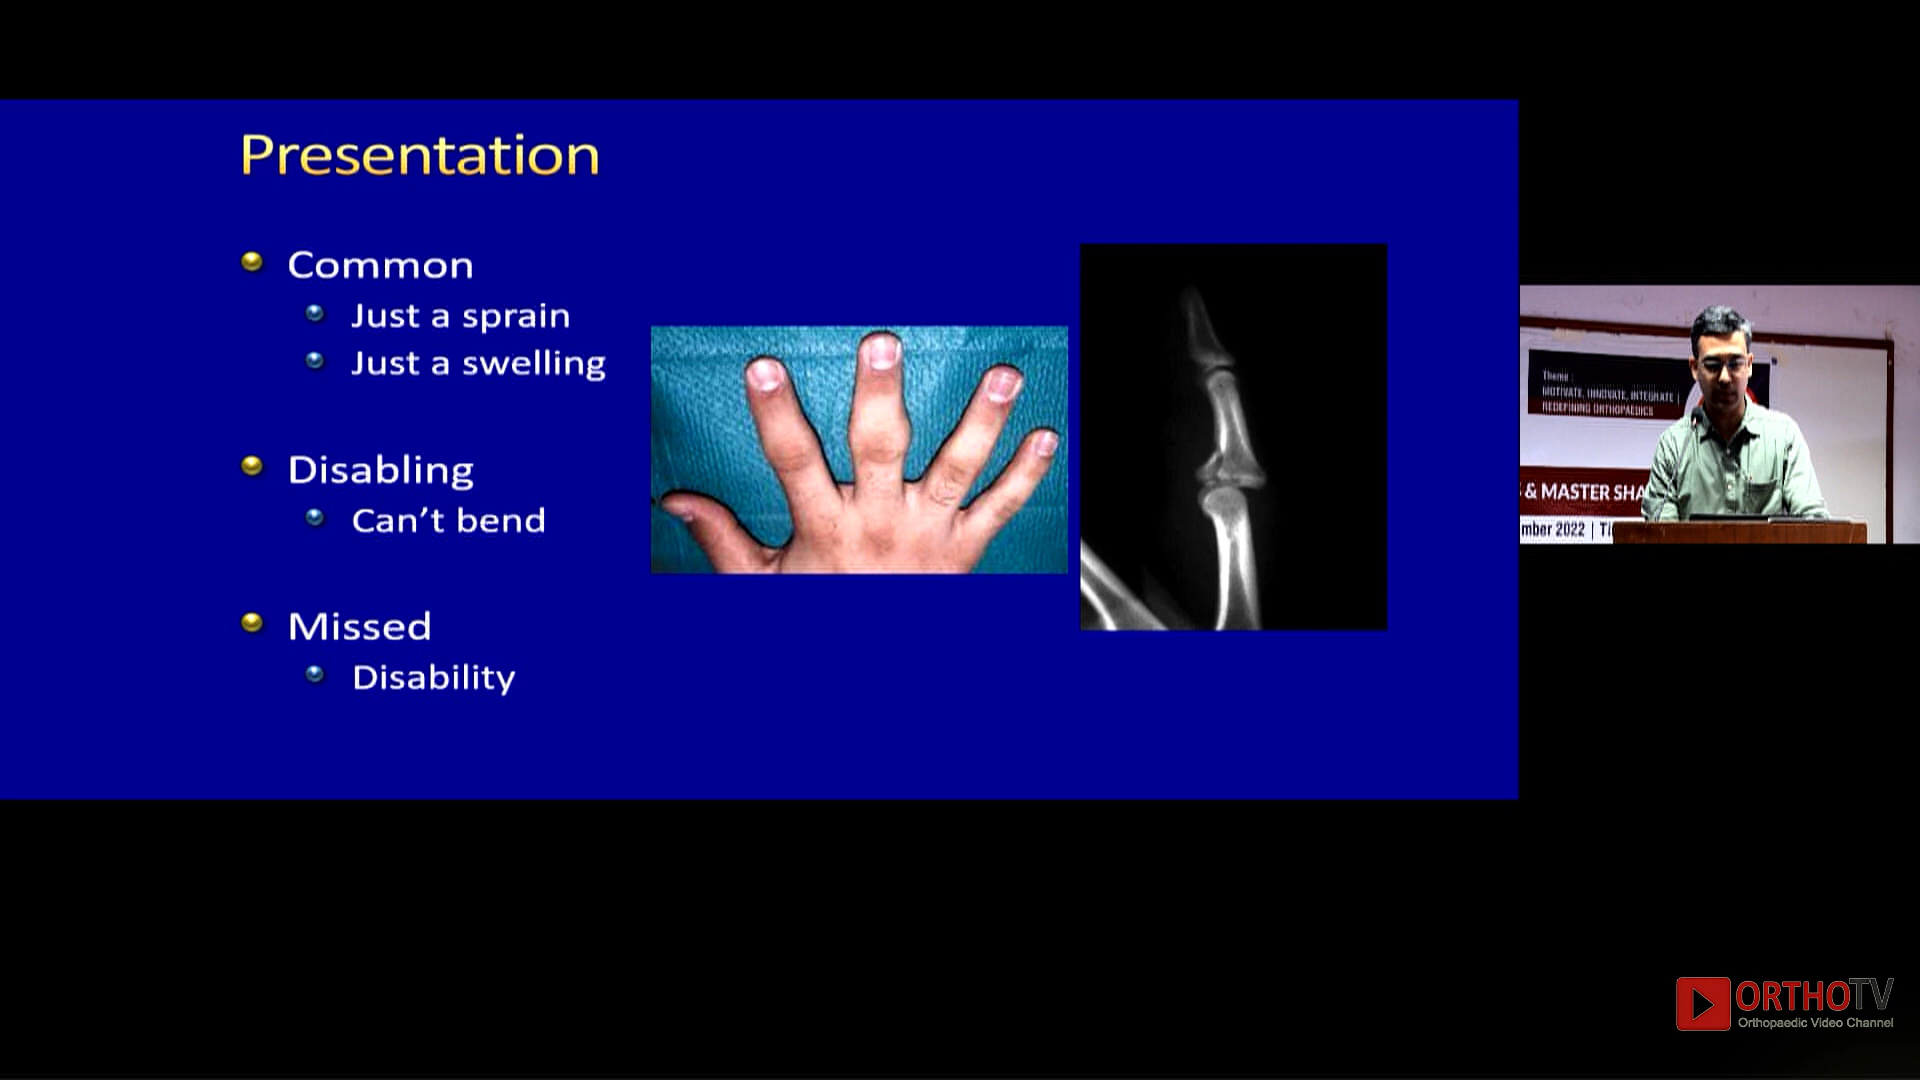 Presentation
Common
Just a sprain
Just a swelling
Disabling
Can't bend
Missed
Disability
Theme :
MOTIVATE, INNOVATE, INTEGRATE |
REDEFINING ORTHOPAEDICS
& MASTER SHA
mber 2022 |
ORTHOTV
Orthopaedic Video Channel